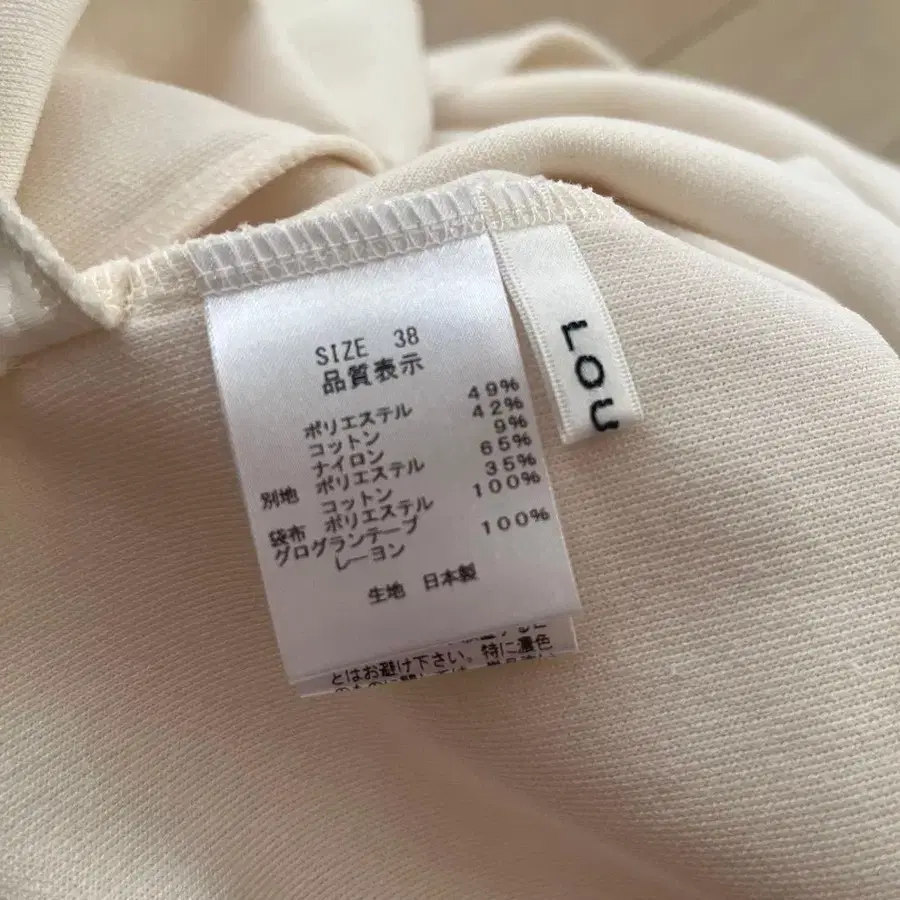 SIZE 38
品質表示
ポリエステル 49%
コットン 42%
ナイロン 9%
別地 ポリエステル 65%
コットン 35%
袋布 ポリエステル 100%
グログランテープ
レーヨン 100%
生地 日本製
とはお避け下さい。特に濃色
LOU